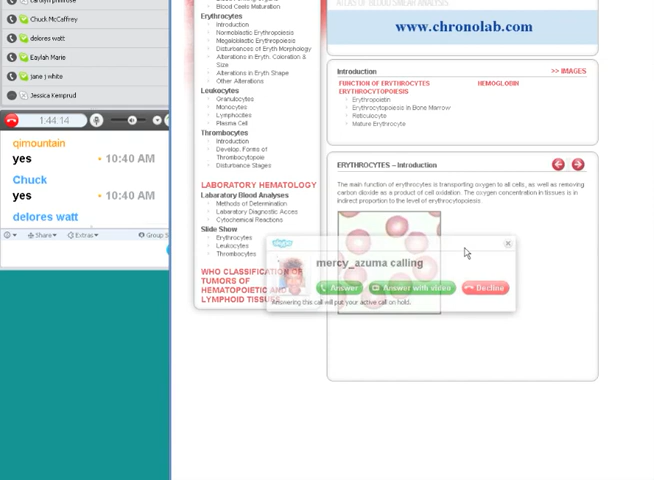 carolyn primrose
Chuck McCaffrey
delores watt
Eaylah Marie
jane j white
Jessica Kemprud
1:44:14
qimountain
yes
10:40 AM
Chuck
yes
10:40 AM
delores watt
Share
Extras
Group S
Blood Cells Maturation
Erythrocytes
Introduction
Normoblastic Erythropoiesis
Megaloblastic Erythropoiesis
Disturbances of Eryth Morphology
Alterations in Eryth. Coloration &
Size
Alterations in Eryth Shape
Other Alterations
Leukocytes
Granulocytes
Monocytes
Lymphocites
Plasma Cell
Thrombocytes
Introduction
Develop. Forms of
Thrombocytopoie
Disturbance Stages
LABORATORY HEMATOLOGY
Labaratory Blood Analyses
Methods of Determination
Laboratory Diagnostic Acces
Cytochemical Reactions
Slide Show
Erythrocytes
Leukocytes
Thrombocytes
WHO CLASSIFICATION OF
TUMORS OF
HEMATOPOIETIC AND
LYMPHOID TISSUES
ATLAS OF BLOOD SMEAR ANALYSIS
www.chronolab.com
Introduction
>> IMAGES
FUNCTION OF ERYTHROCYTES
HEMOGLOBIN
ERYTHROCYTOPOIESIS
Erythropoietin
Erythrocytopoiesis in Bone Marrow
Reticulocyte
Mature Erythrocyte
ERYTHROCYTES – Introduction
The main function of erythrocytes is transporting oxygen to all cells, as well as removing
carbon dioxide as a product of cell oxidation. The oxygen concentration in tissues is in
indirect proportion to the level of erythrocytopoiesis.
mercy_azuma calling
Answer
Answer with video
Decline
Answering this call will put your active call on hold.